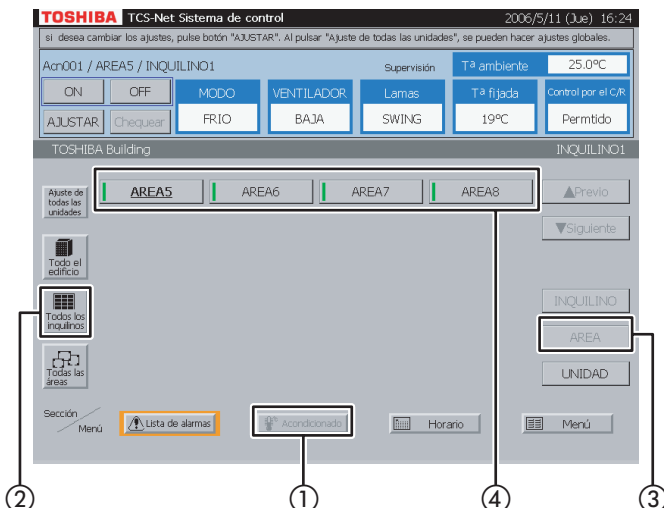 TOSHIBA TCS-Net Sistema de control 2006/5/11 (Jue) 16:24
si desea cambiar los ajustes, pulse botón "AJUSTAR". Al pulsar "Ajuste de todas las unidades", se pueden hacer ajustes globales.
Acn001 / AREA5 / INQUILINO1 Supervisión Tª ambiente 25.0ºC
ON OFF MODO VENTILADOR Lamas Tª fijada Control por el C/R
AJUSTAR Chequear FRIO BAJA SWING 19ºC Permtido
TOSHIBA Building INQUILINO1
Ajuste de
todas las
unidades
AREA5 AREA6 AREA7 AREA8 ▲Previo
▼Siguiente
Todo el
edificio
Todos los
inquilinos
INQUILINO
AREA
Todas las
áreas
UNIDAD
Sección
Menú
Lista de alarmas Acondicionado Horario Menú
② ① ④ ③